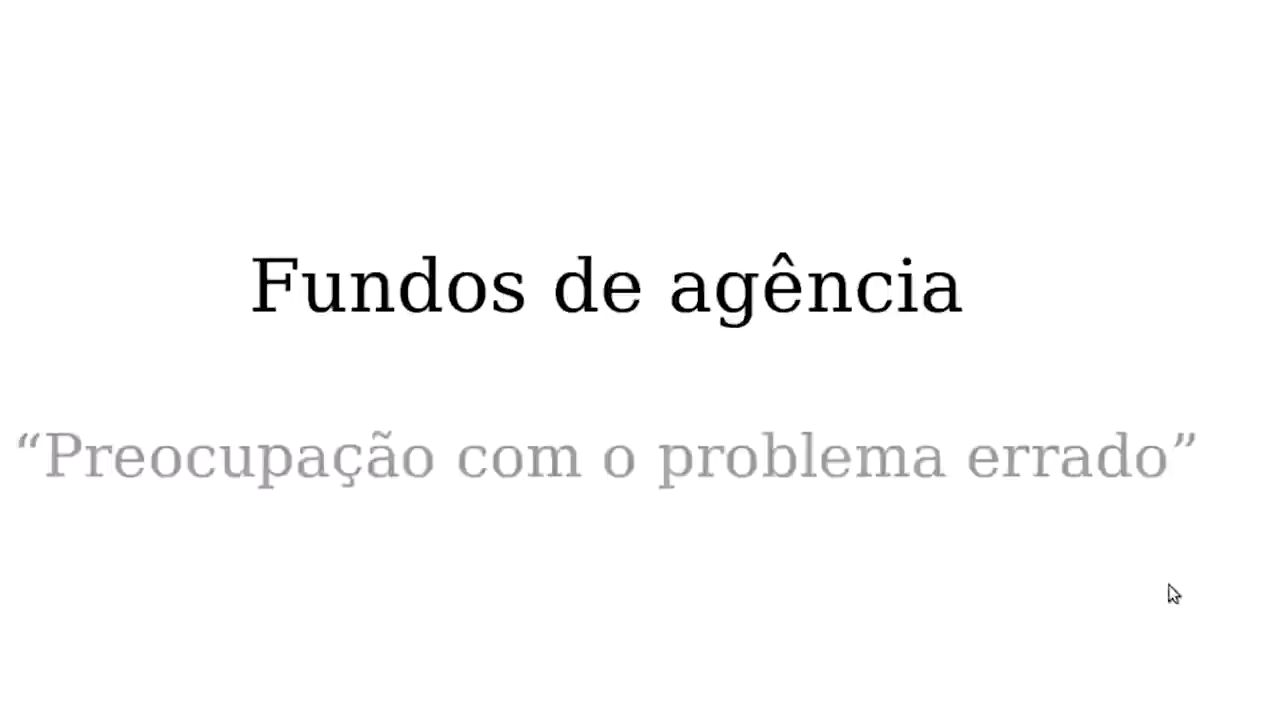 Fundos de agência
“Preocupação com o problema errado”